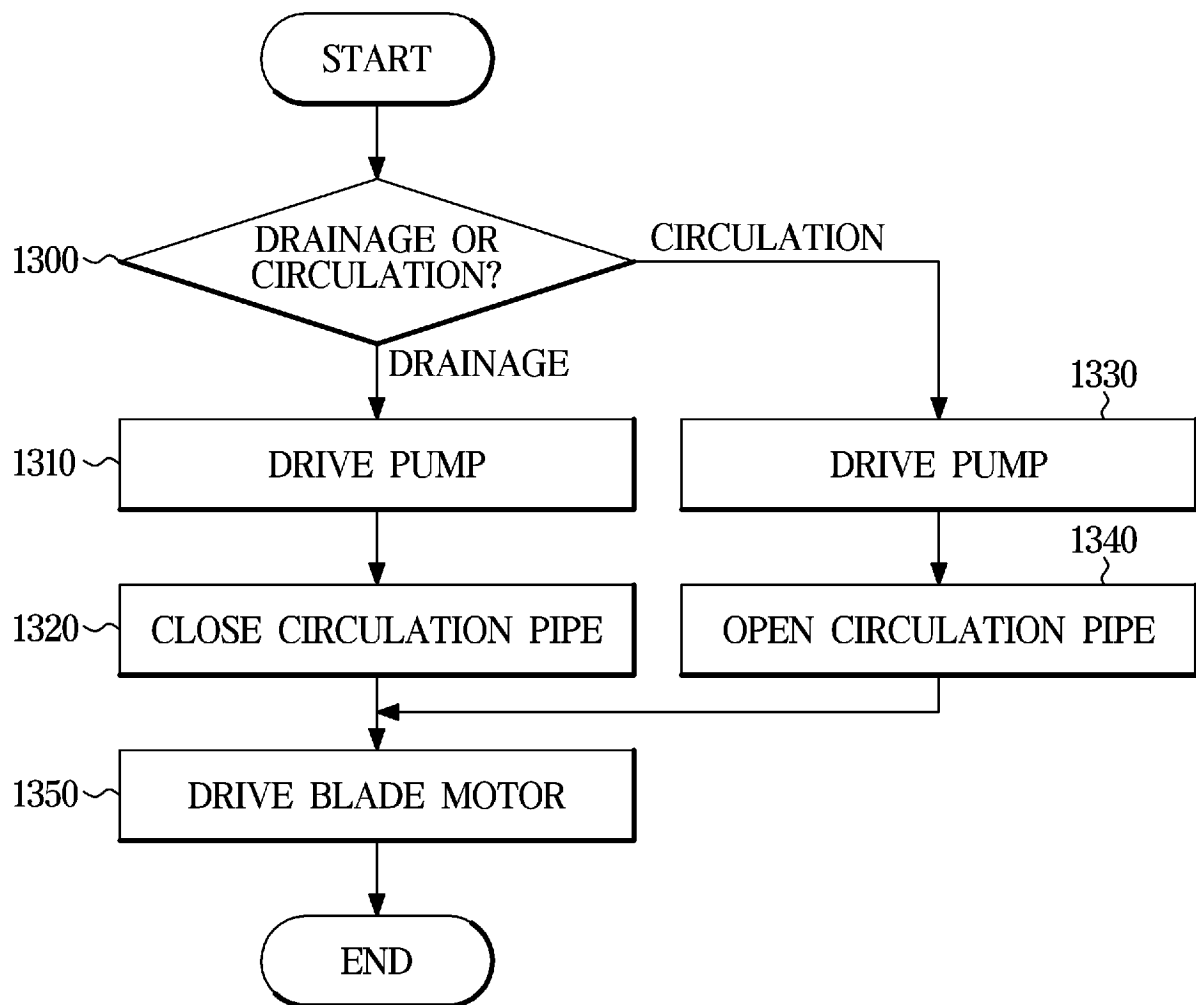 START
1300
DRAINAGE OR
CIRCULATION?
CIRCULATION
DRAINAGE
1310
DRIVE PUMP
1330
DRIVE PUMP
1320
CLOSE CIRCULATION PIPE
1340
OPEN CIRCULATION PIPE
1350
DRIVE BLADE MOTOR
END